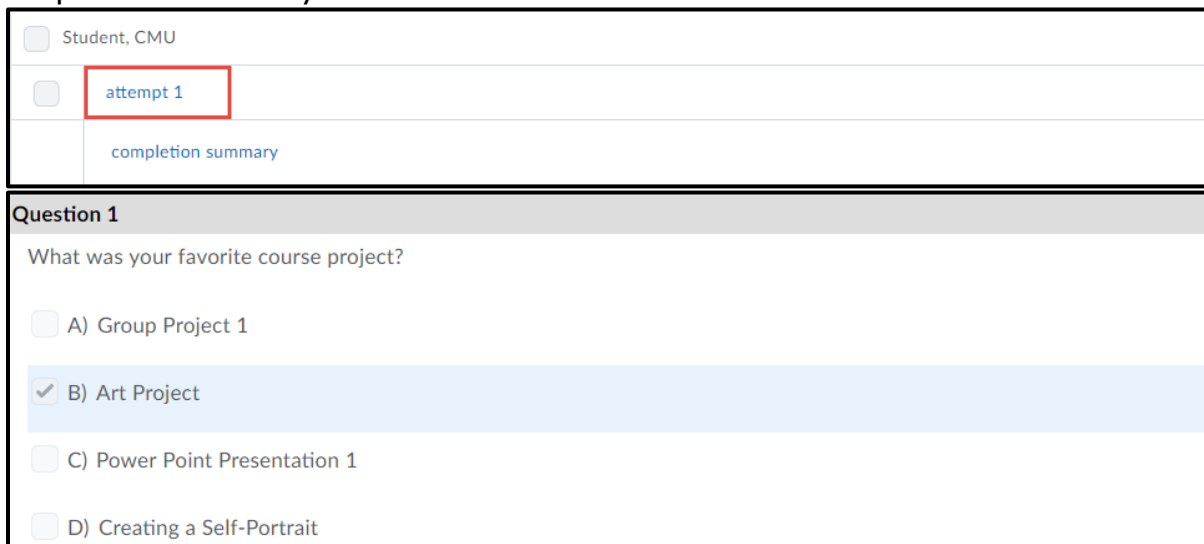 Student, CMU
attempt 1
completion summary
Question 1
What was your favorite course project?
A) Group Project 1
B) Art Project
C) Power Point Presentation 1
D) Creating a Self-Portrait